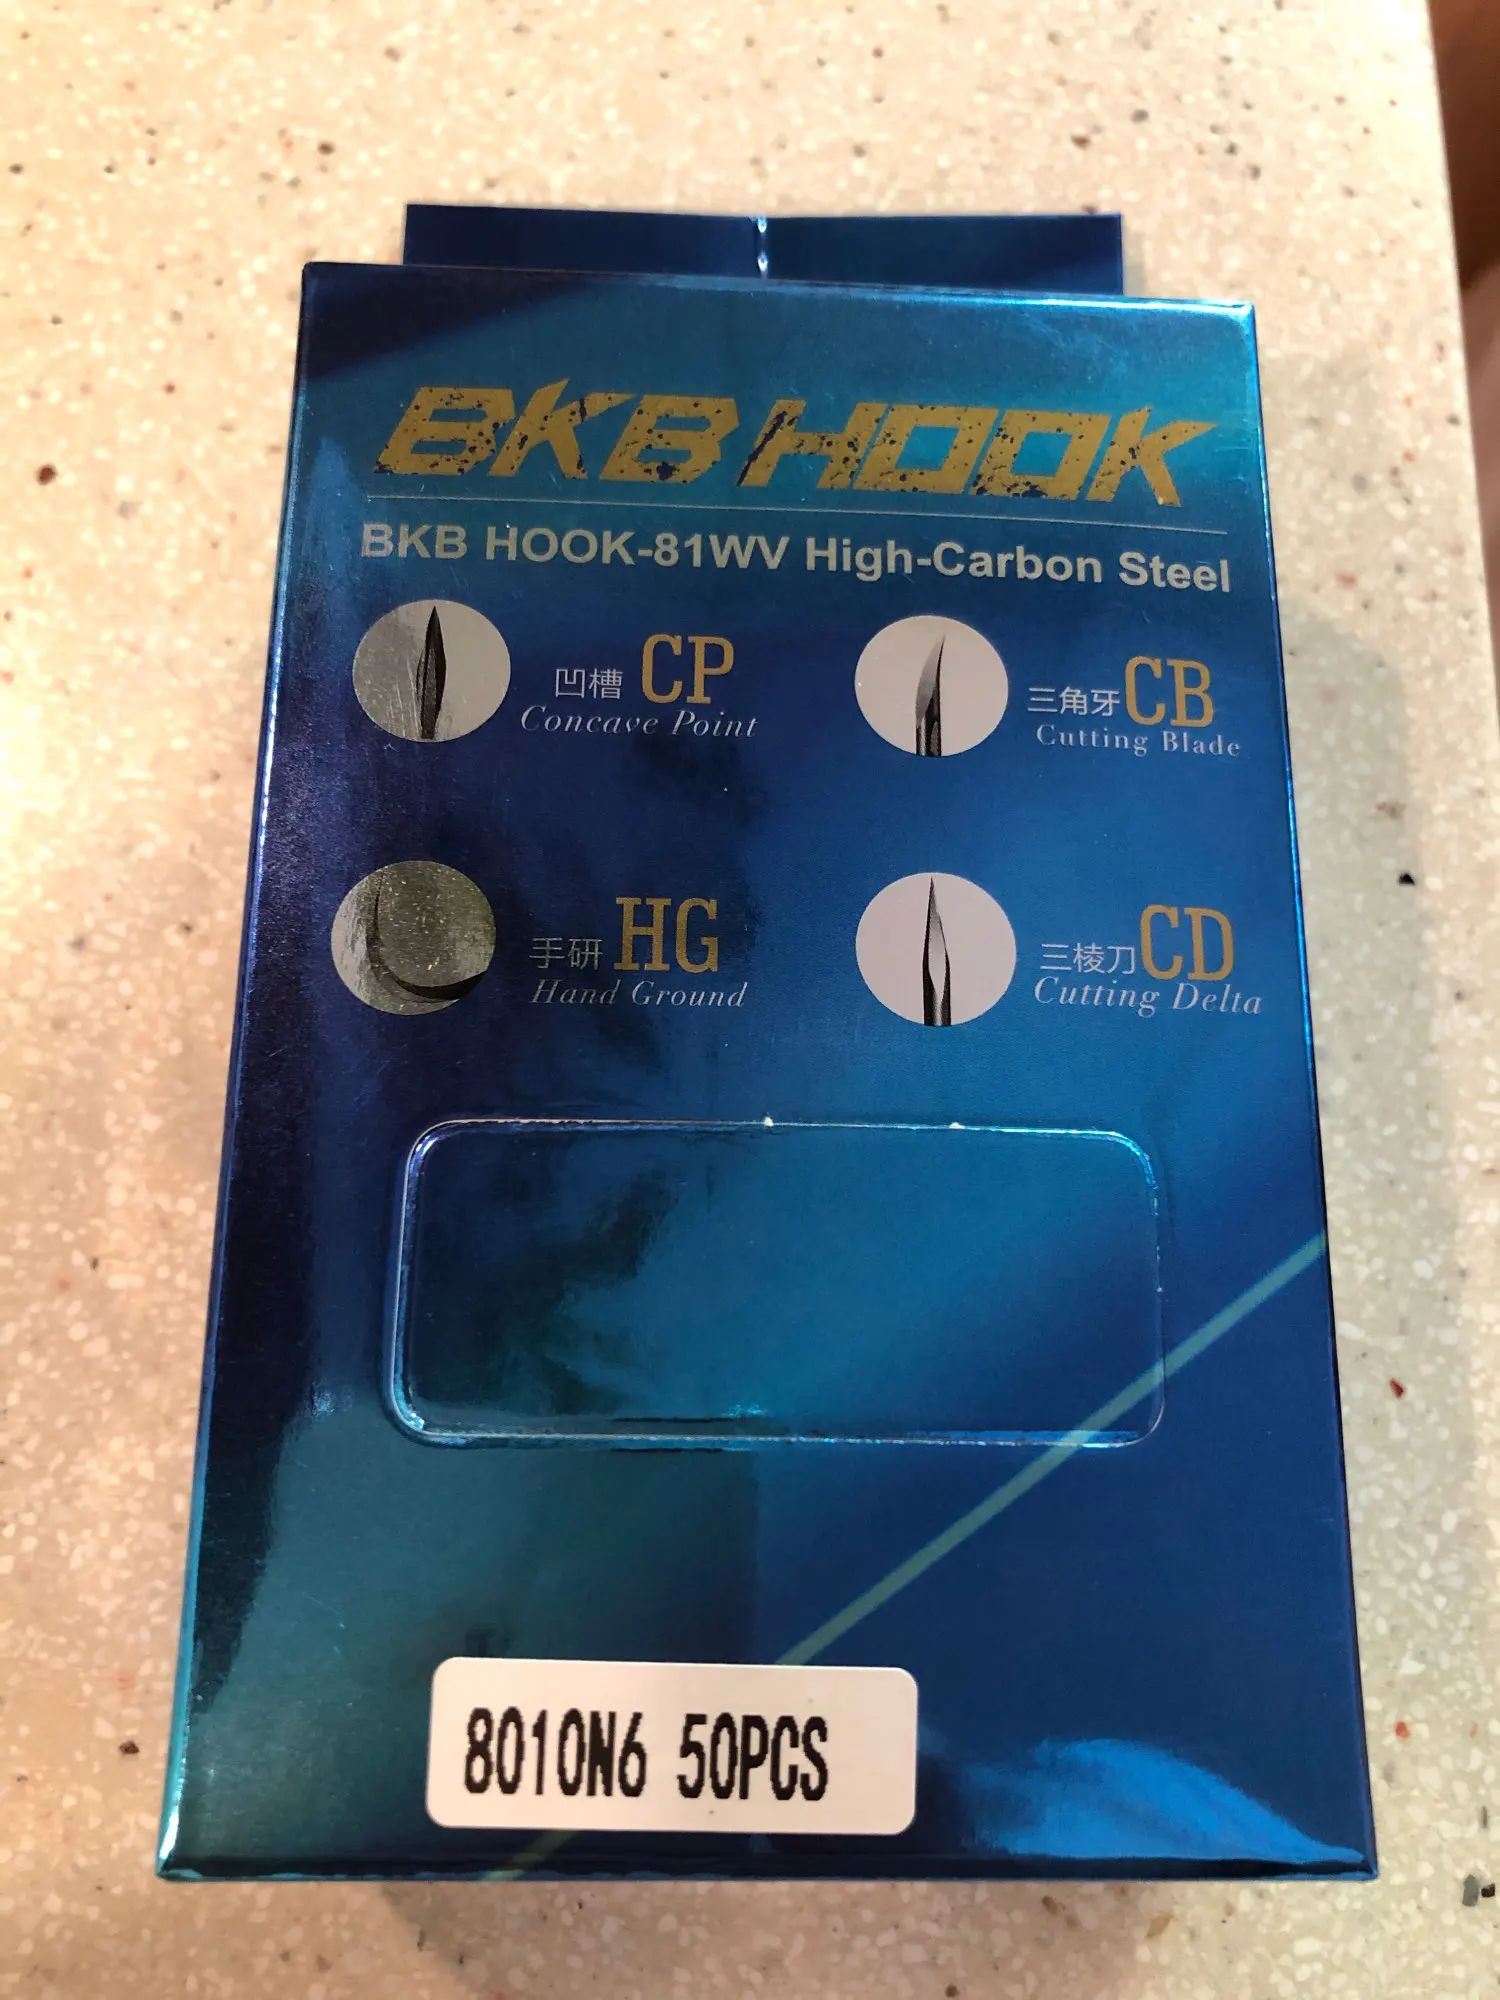 BKB HOOK
BKB HOOK-81WV High-Carbon Steel
凹槽 CP
Concave Point
三角牙 CB
Cutting Blade
手研 HG
Hand Ground
三棱刀 CD
Cutting Delta
8010N6 50PCS